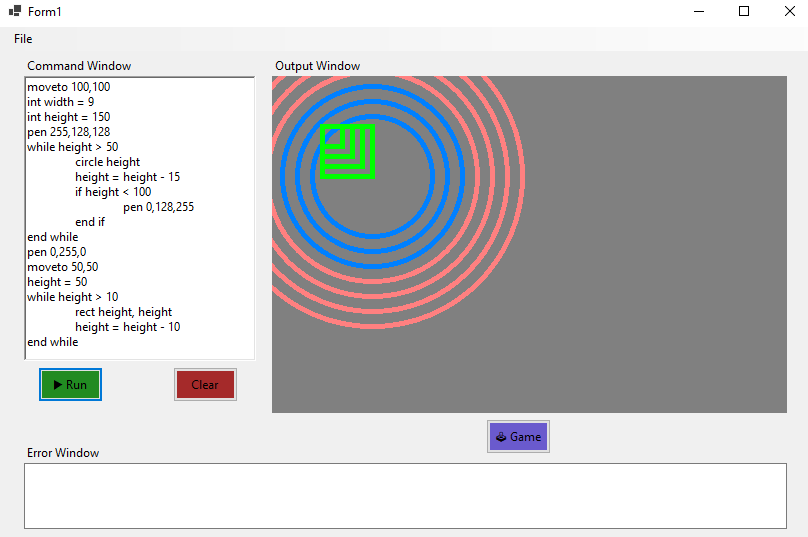 Form1
File
Command Window
moveto 100,100
int width = 9
int height = 150
pen 255,128,128
while height > 50
circle height
height = height - 15
if height < 100
pen 0,128,255
end if
end while
pen 0,255,0
moveto 50,50
height = 50
while height > 10
rect height, height
height = height - 10
end while
Run
Clear
Output Window
Game
Error Window